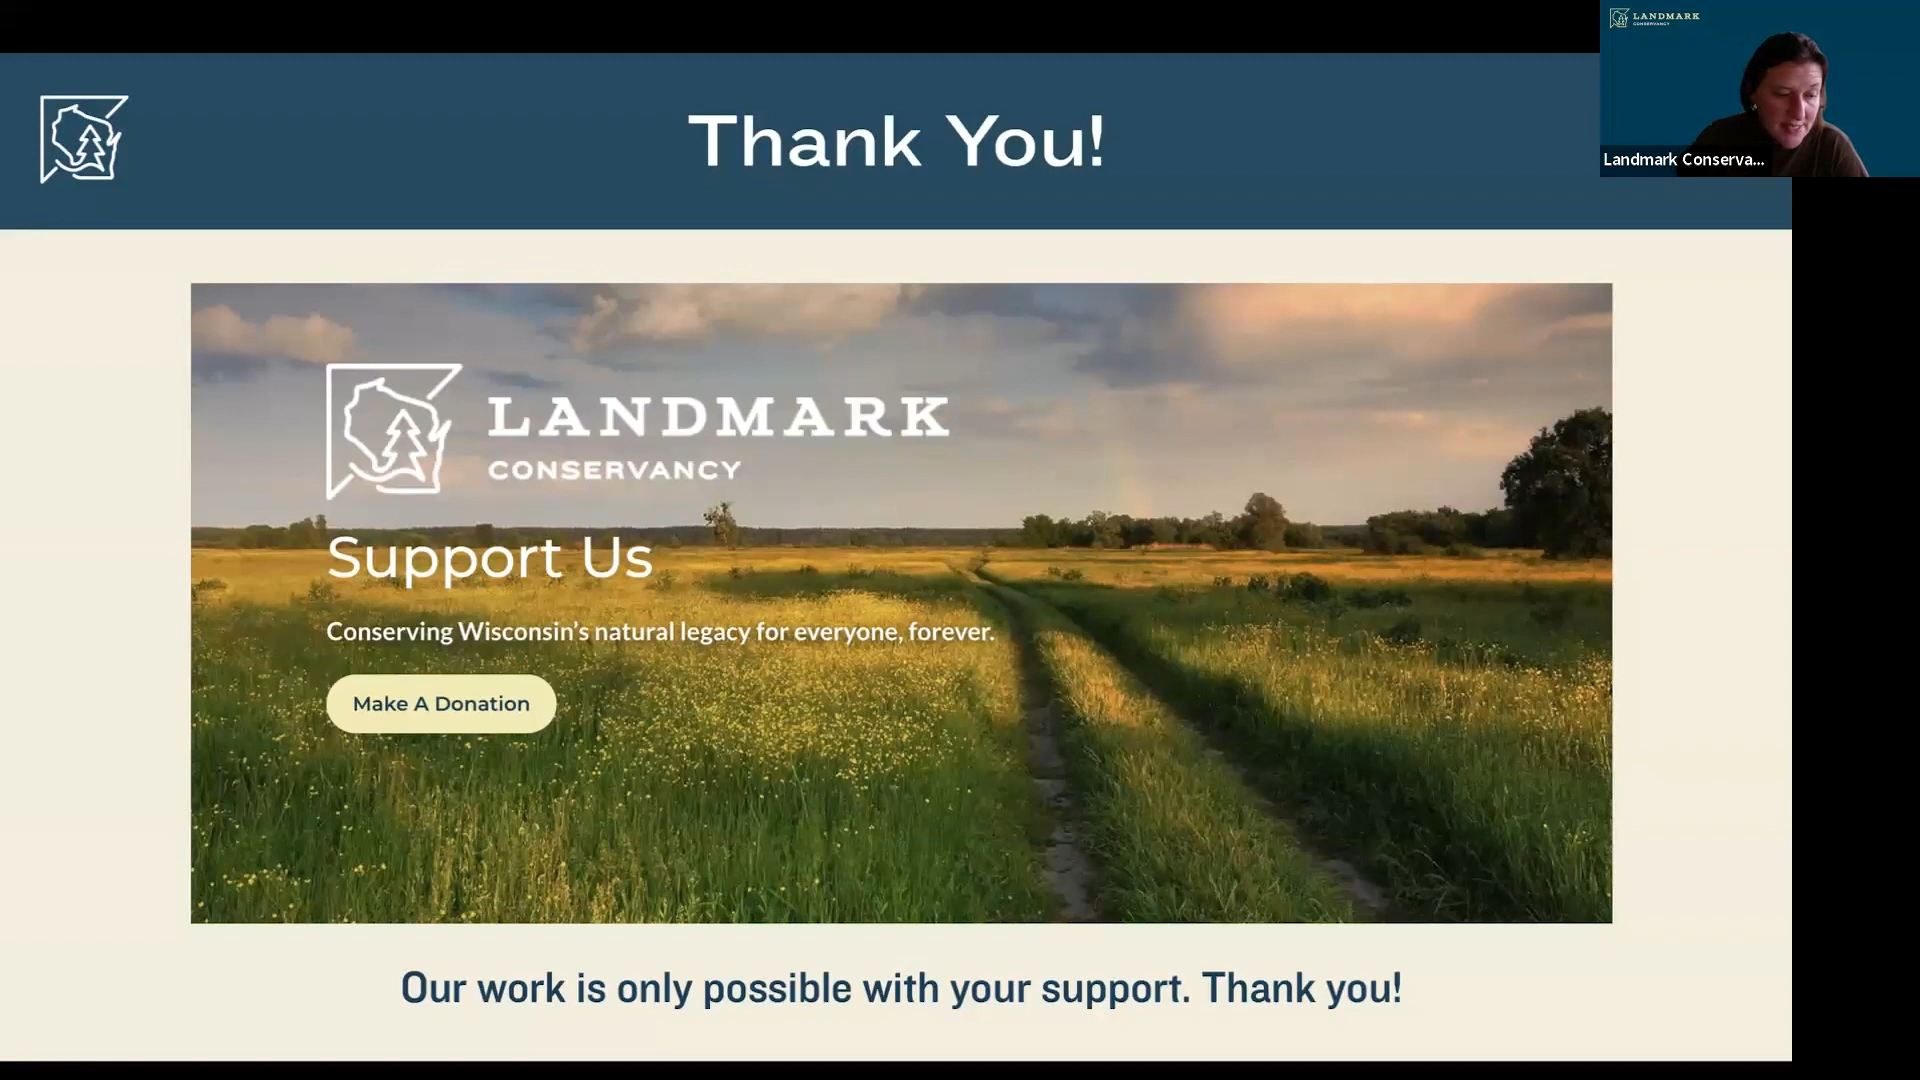 LANDMARK
CONSERVANCY
Landmark Conserva...
Thank You!
LANDMARK
CONSERVANCY
Support Us
Conserving Wisconsin's natural legacy for everyone, forever.
Make A Donation
Our work is only possible with your support. Thank you!